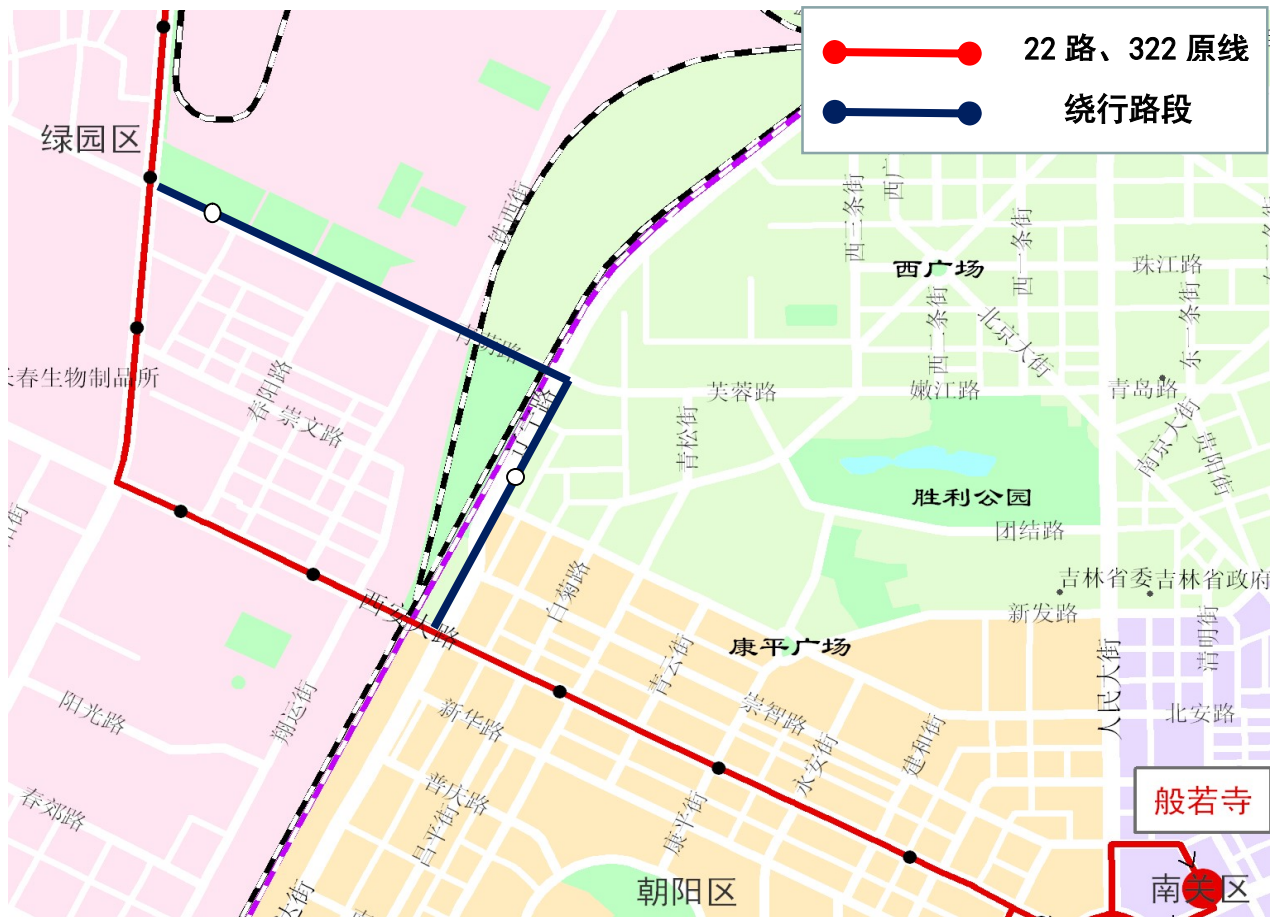 22 路、322 原线
绕行路段
绿园区
铁西街
西三条街
西广
西一条街
西广场
珠江路
东一条街
西二条街
北京大街
长春生物制品所
春阳路
崇文路
芙蓉路
嫩江路
青岛路
青松街
南京大街
贵阳街
胜利公园
团结路
吉林省委
吉林省政府
白菊路
新发路
清明街
西安大路
康平广场
青云街
人民大街
阳光路
翔运街
新华路
崇智路
永安街
建和街
北安路
春郊路
普庆路
昌平街
康平街
般若寺
朝阳区
南关区